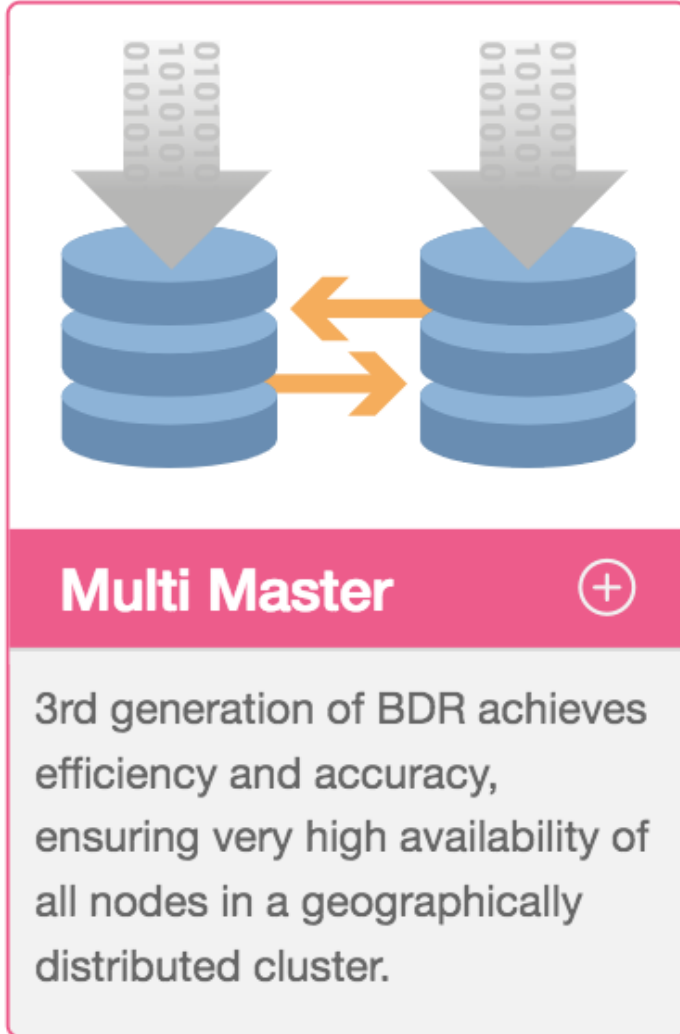 Multi Master
3rd generation of BDR achieves
efficiency and accuracy,
ensuring very high availability of
all nodes in a geographically
distributed cluster.